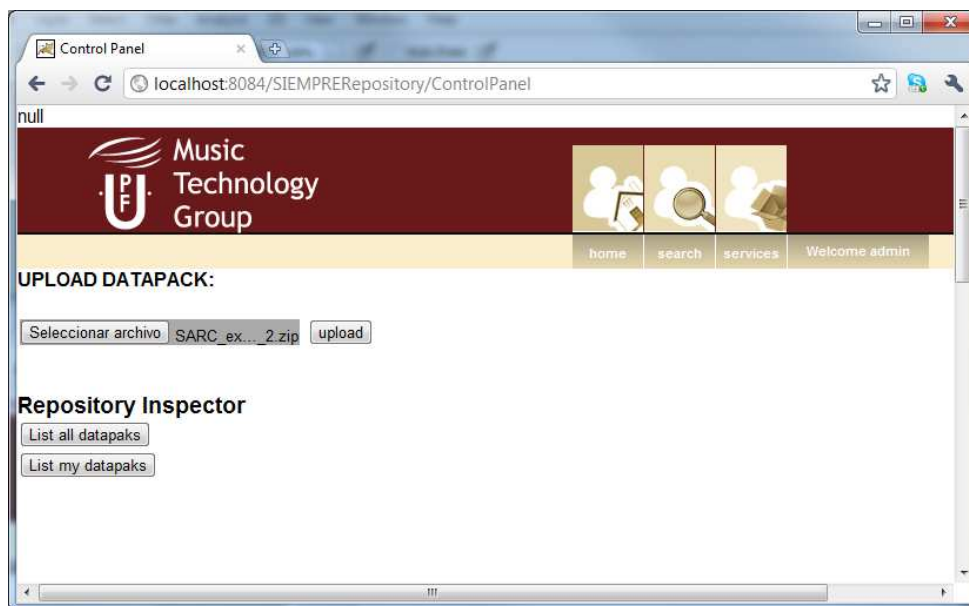 Control Panel
localhost:8084/SIEMPRERepository/ControlPanel
null
Music
Technology
Group
UPF
home search services Welcome admin
UPLOAD DATAPACK:
Seleccionar archivo SARC_ex..._2.zip upload
Repository Inspector
List all datapaks
List my datapaks